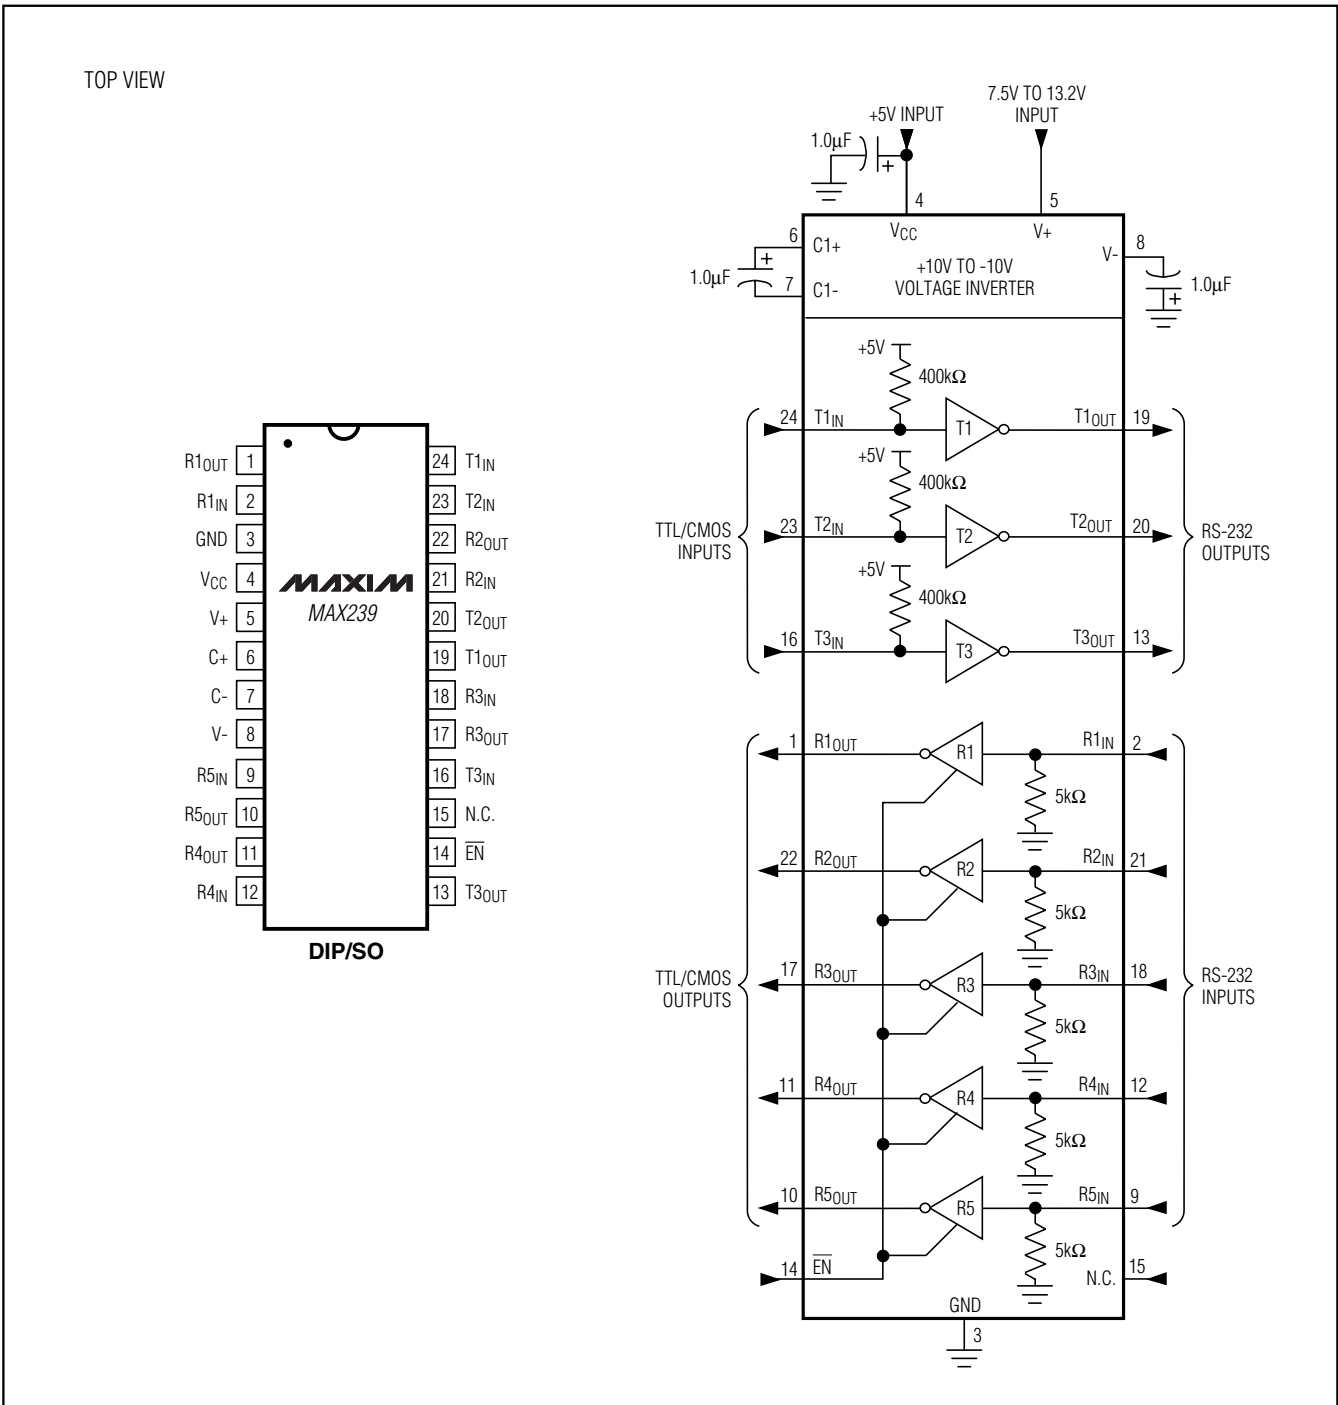 TOP VIEW
R1OUT 1
R1IN 2
GND 3
VCC 4
V+ 5
C+ 6
C- 7
V- 8
R5IN 9
R5OUT 10
R4OUT 11
R4IN 12
MAXIM
MAX239
24 T1IN
23 T2IN
22 R2OUT
21 R2IN
20 T2OUT
19 T1OUT
18 R3IN
17 R3OUT
16 T3IN
15 N.C.
14 EN
13 T3OUT
DIP/SO
7.5V TO 13.2V
INPUT
+5V INPUT
1.0μF
+
4
5
VCC
V+
6 C1+
7 C1-
1.0μF
+
+10V TO -10V
VOLTAGE INVERTER
V- 8
1.0μF
+
+5V
400kΩ
24 T1IN T1 T1OUT 19
+5V
400kΩ
23 T2IN T2 T2OUT 20
TTL/CMOS
INPUTS
RS-232
OUTPUTS
+5V
400kΩ
16 T3IN T3 T3OUT 13
1 R1OUT R1 R1IN 2
5kΩ
22 R2OUT R2 R2IN 21
5kΩ
17 R3OUT R3 R3IN 18
TTL/CMOS
OUTPUTS
RS-232
INPUTS
5kΩ
11 R4OUT R4 R4IN 12
5kΩ
10 R5OUT R5 R5IN 9
5kΩ
14 EN
N.C. 15
GND
3